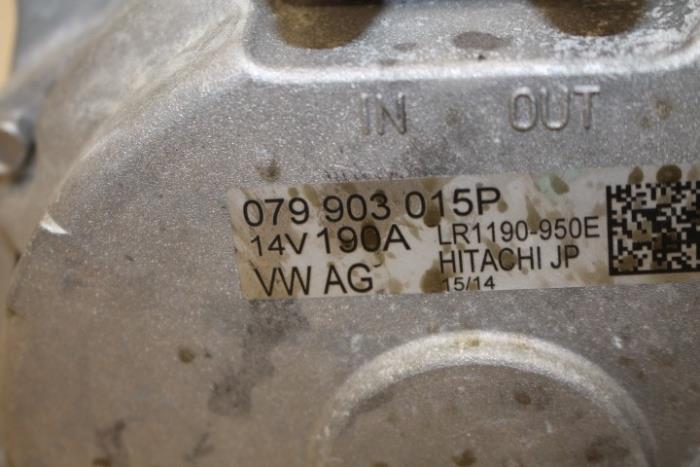 IN OUT
079 903 015P
14V 190A LR1190-950E
VW AG HITACHI JP
15/14